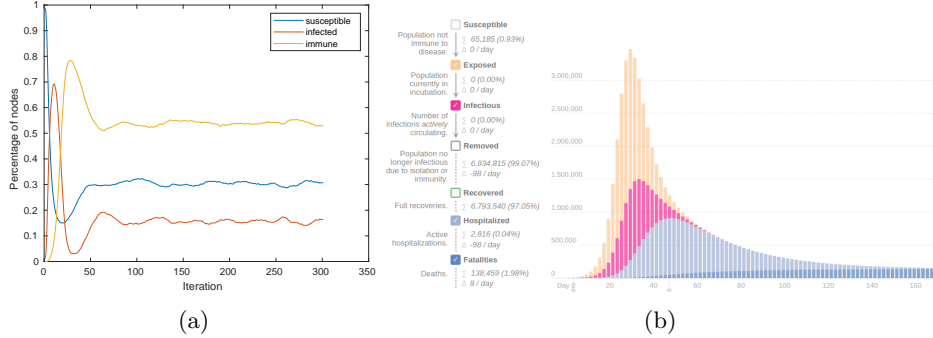 1
0.9
0.8
0.7
0.6
0.5
0.4
0.3
0.2
0.1
0
Percentage of nodes
0
50
100
150
200
250
300
350
Iteration
susceptible
infected
immune
(a)
Susceptible
Population not
immune to
disease.
Σ 65,185 (0.93%)
Δ 0 / day
Exposed
Population
currently in
incubation.
Σ 0 (0.00%)
Δ 0 / day
Infectious
Number of
infections actively
circulating.
Σ 0 (0.00%)
Δ 0 / day
Removed
Population no
longer infectious
due to isolation or
immunity.
Σ 6,934,815 (99.07%)
Δ -98 / day
Recovered
Full recoveries.
Σ 6,793,540 (97.05%)
Hospitalized
Active
hospitalizations.
Σ 2,816 (0.04%)
Δ -98 / day
Fatalities
Deaths.
Σ 138,459 (1.98%)
Δ 8 / day
3,000,000
2,500,000
2,000,000
1,500,000
1,000,000
500,000
0
Day 0
20
40
60
80
100
120
140
160
(b)